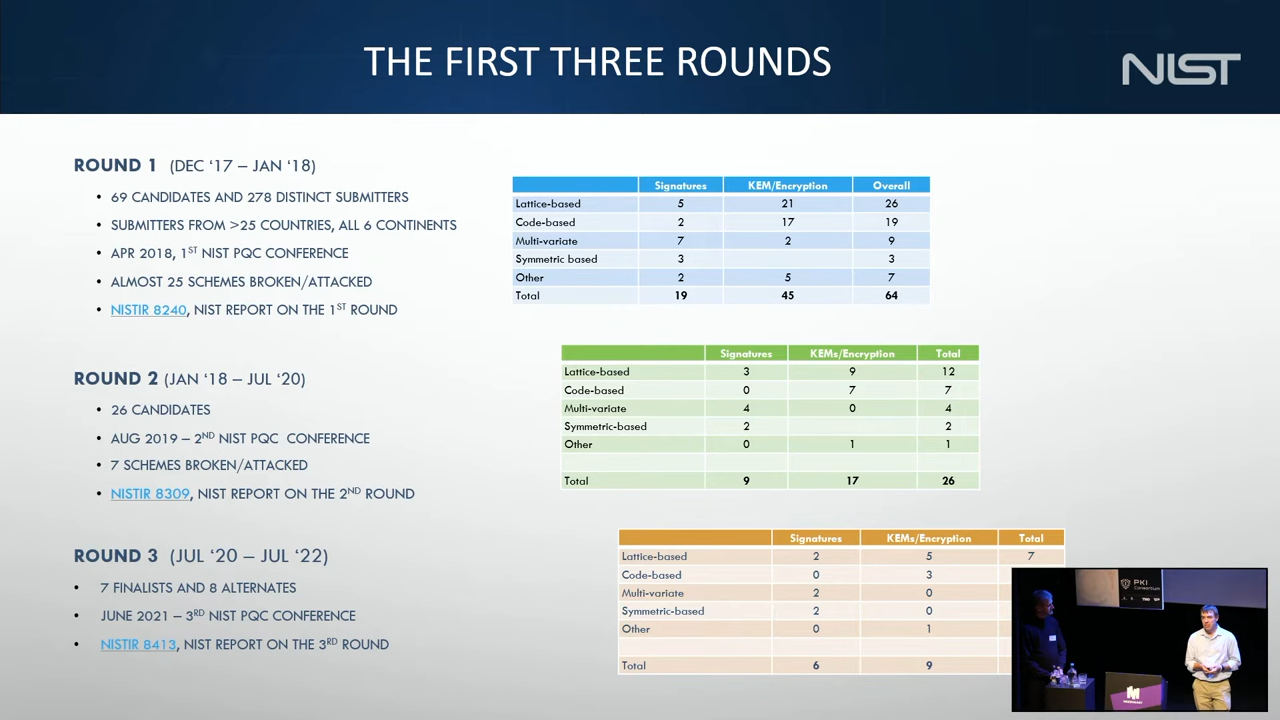 THE FIRST THREE ROUNDS
NIST
ROUND 1 (DEC ‘17 – JAN ‘18)
• 69 CANDIDATES AND 278 DISTINCT SUBMITTERS
• SUBMITTERS FROM >25 COUNTRIES, ALL 6 CONTINENTS
• APR 2018, 1ST NIST PQC CONFERENCE
• ALMOST 25 SCHEMES BROKEN/ATTACKED
• NISTIR 8240, NIST REPORT ON THE 1ST ROUND
Signatures KEM/Encryption Overall
Lattice-based 5 21 26
Code-based 2 17 19
Multi-variate 7 2 9
Symmetric based 3 3
Other 2 5 7
Total 19 45 64
ROUND 2 (JAN ‘18 – JUL ‘20)
• 26 CANDIDATES
• AUG 2019 – 2ND NIST PQC CONFERENCE
• 7 SCHEMES BROKEN/ATTACKED
• NISTIR 8309, NIST REPORT ON THE 2ND ROUND
Signatures KEMs/Encryption Total
Lattice-based 3 9 12
Code-based 0 7 7
Multi-variate 4 0 4
Symmetric-based 2 2
Other 0 1 1
Total 9 17 26
ROUND 3 (JUL ‘20 – JUL ‘22)
• 7 FINALISTS AND 8 ALTERNATES
• JUNE 2021 – 3RD NIST PQC CONFERENCE
• NISTIR 8413, NIST REPORT ON THE 3RD ROUND
Signatures KEMs/Encryption Total
Lattice-based 2 5 7
Code-based 0 3
Multi-variate 2 0
Symmetric-based 2 0
Other 0 1
Total 6 9
PKI
Consortium